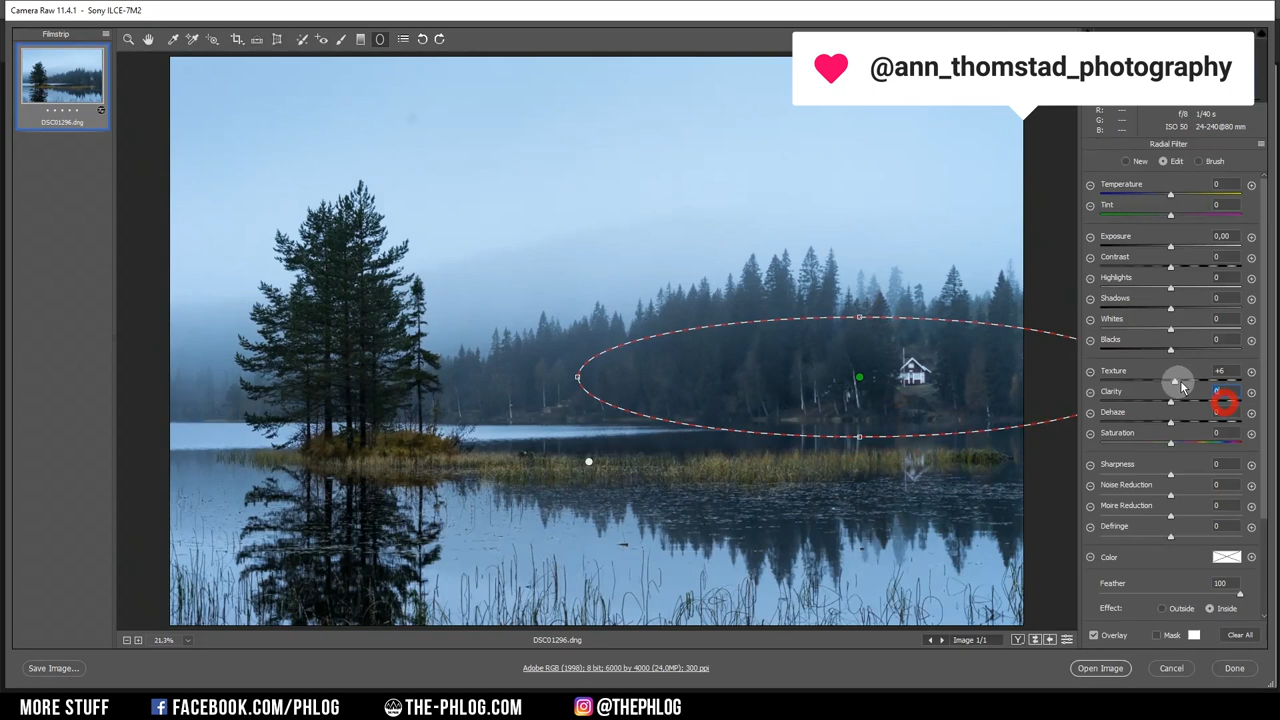 Camera Raw 11.4.1 - Sony ILCE-7M2
Filmstrip
DSC01296.dng
@ann_thomstad_photography
R: ---
G: ---
B: ---
---
---
---
f/8 1/40 s
ISO 50 24-240@80 mm
Radial Filter
New Edit Brush
Temperature 0
Tint 0
Exposure 0,00
Contrast 0
Highlights 0
Shadows 0
Whites 0
Blacks 0
Texture +6
Clarity
Dehaze
Saturation 0
Sharpness 0
Noise Reduction 0
Moire Reduction 0
Defringe 0
Color
Feather 100
Effect: Outside Inside
Overlay Mask Clear All
21,3%
DSC01296.dng
Image 1/1
Y
Save Image...
Adobe RGB (1998); 8 bit; 6000 by 4000 (24,0MP); 300 ppi
Open Image
Cancel
Done
MORE STUFF
FACEBOOK.COM/PHLOG
THE-PHLOG.COM
@THEPHLOG